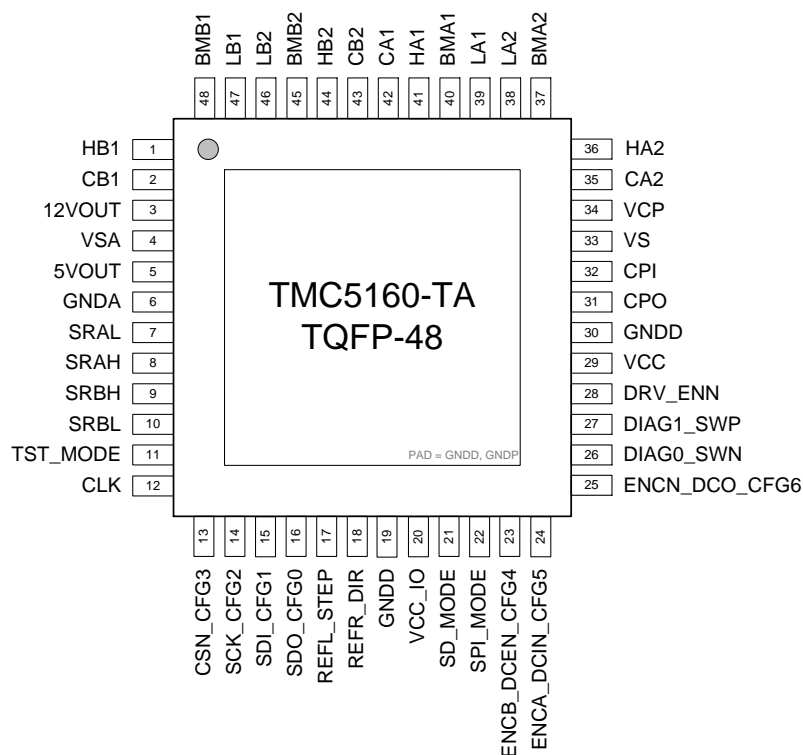 BMB1
LB1
LB2
BMB2
HB2
CB2
CA1
HA1
BMA1
LA1
LA2
BMA2
48
47
46
45
44
43
42
41
40
39
38
37
HB1 1
CB1 2
12VOUT 3
VSA 4
5VOUT 5
GNDA 6
SRAL 7
SRAH 8
SRBH 9
SRBL 10
TST_MODE 11
CLK 12
TMC5160-TA
TQFP-48
PAD = GNDD, GNDP
36 HA2
35 CA2
34 VCP
33 VS
32 CPI
31 CPO
30 GNDD
29 VCC
28 DRV_ENN
27 DIAG1_SWP
26 DIAG0_SWN
25 ENCN_DCO_CFG6
13
14
15
16
17
18
19
20
21
22
23
24
CSN_CFG3
SCK_CFG2
SDI_CFG1
SDO_CFG0
REFL_STEP
REFR_DIR
GNDD
VCC_IO
SD_MODE
SPI_MODE
ENCB_DCEN_CFG4
ENCA_DCIN_CFG5